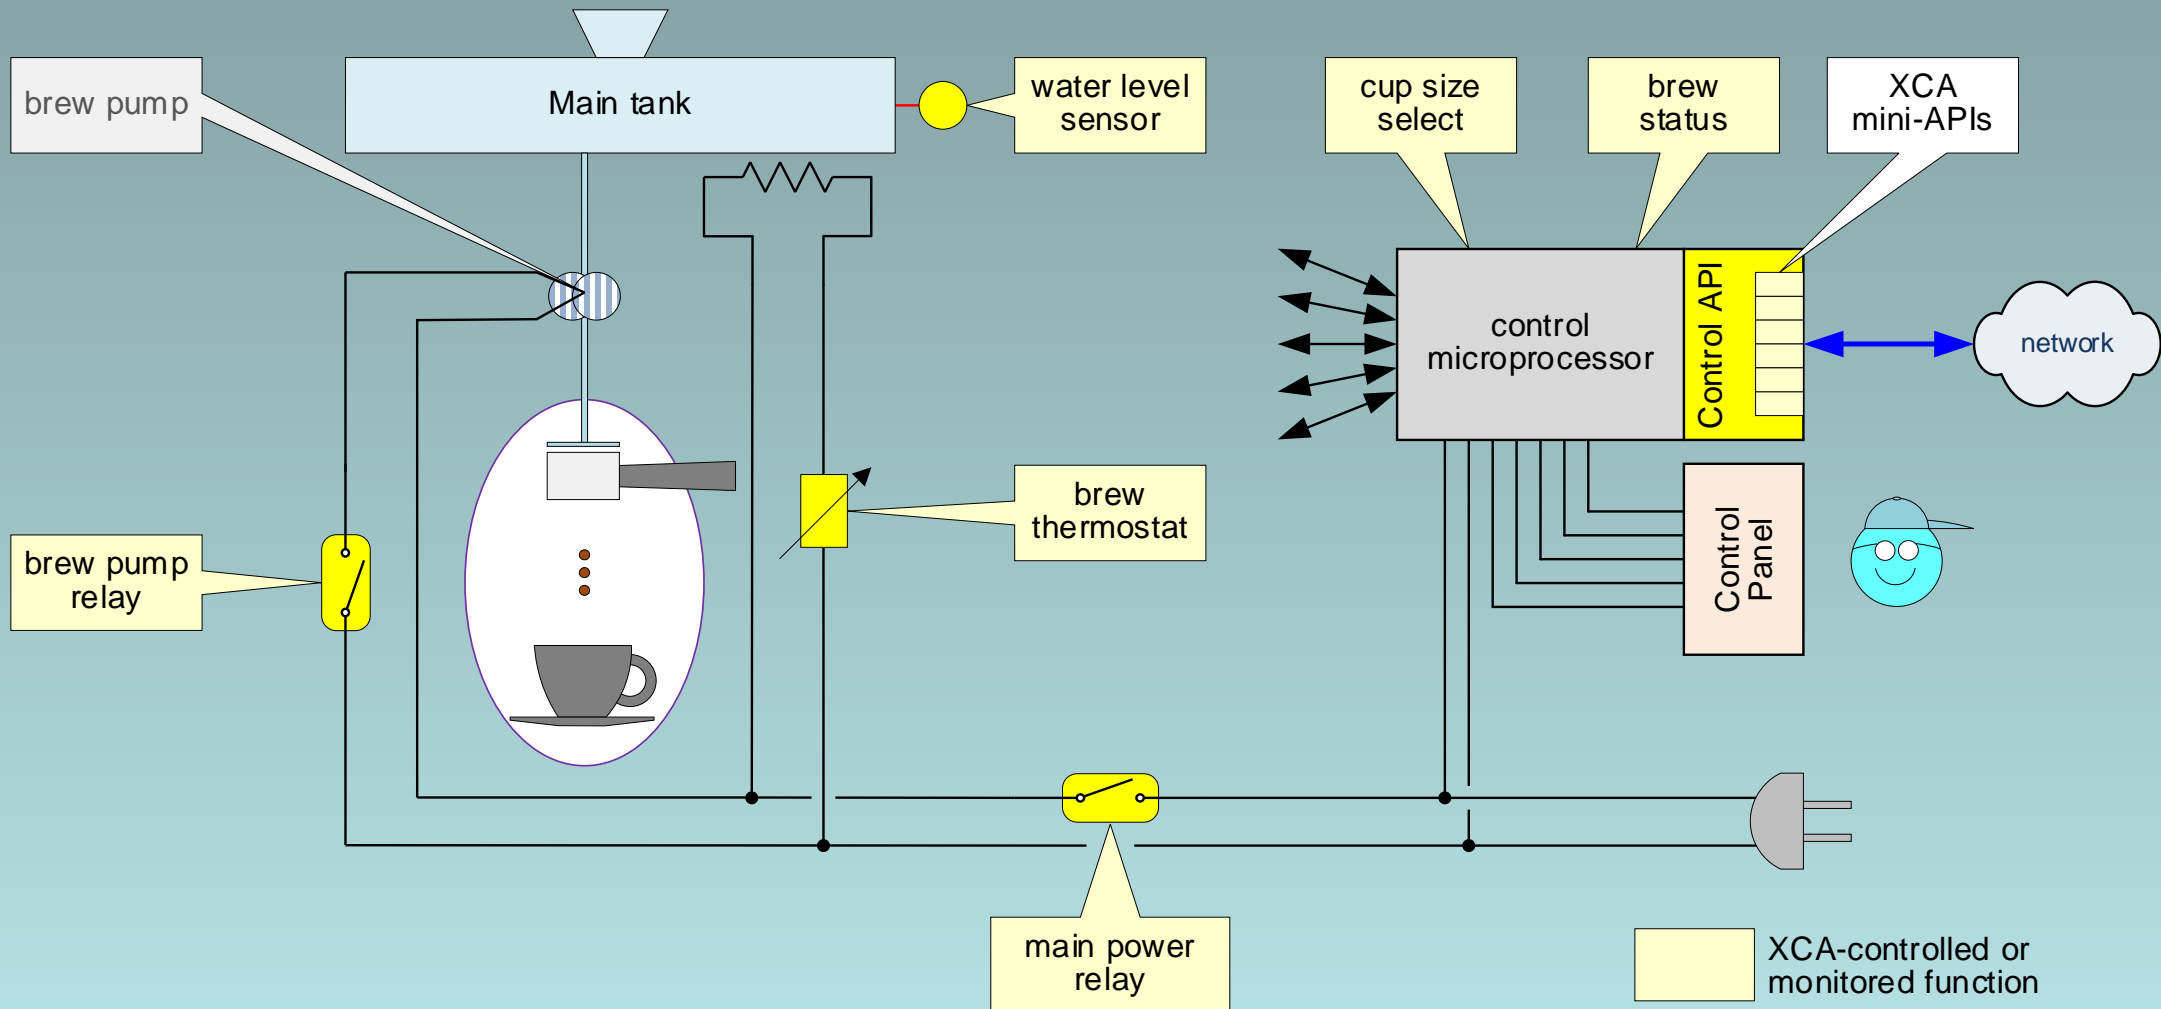 brew pump
Main tank
water level
sensor
cup size
select
brew
status
XCA
mini-APIs
control
microprocessor
Control API
network
brew
thermostat
Control
Panel
brew pump
relay
main power
relay
XCA-controlled or
monitored function